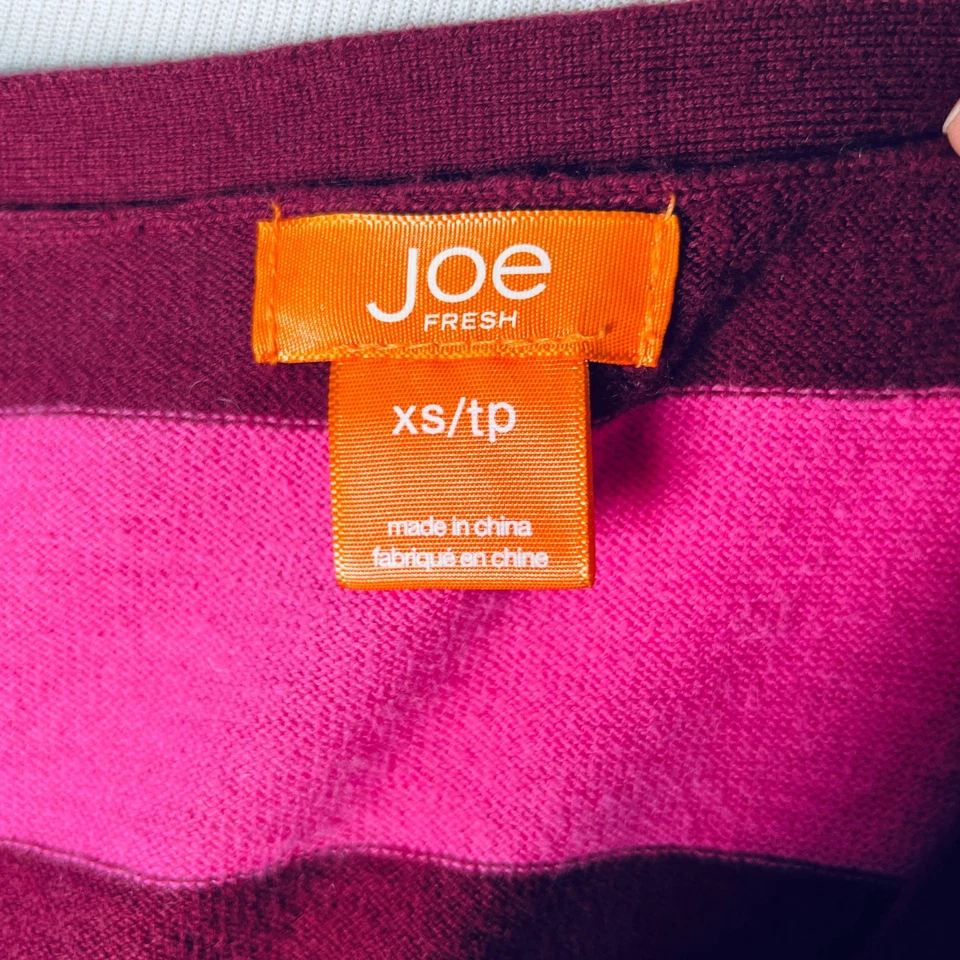 Joe
FRESH
xs/tp
made in china
fabriqué en chine